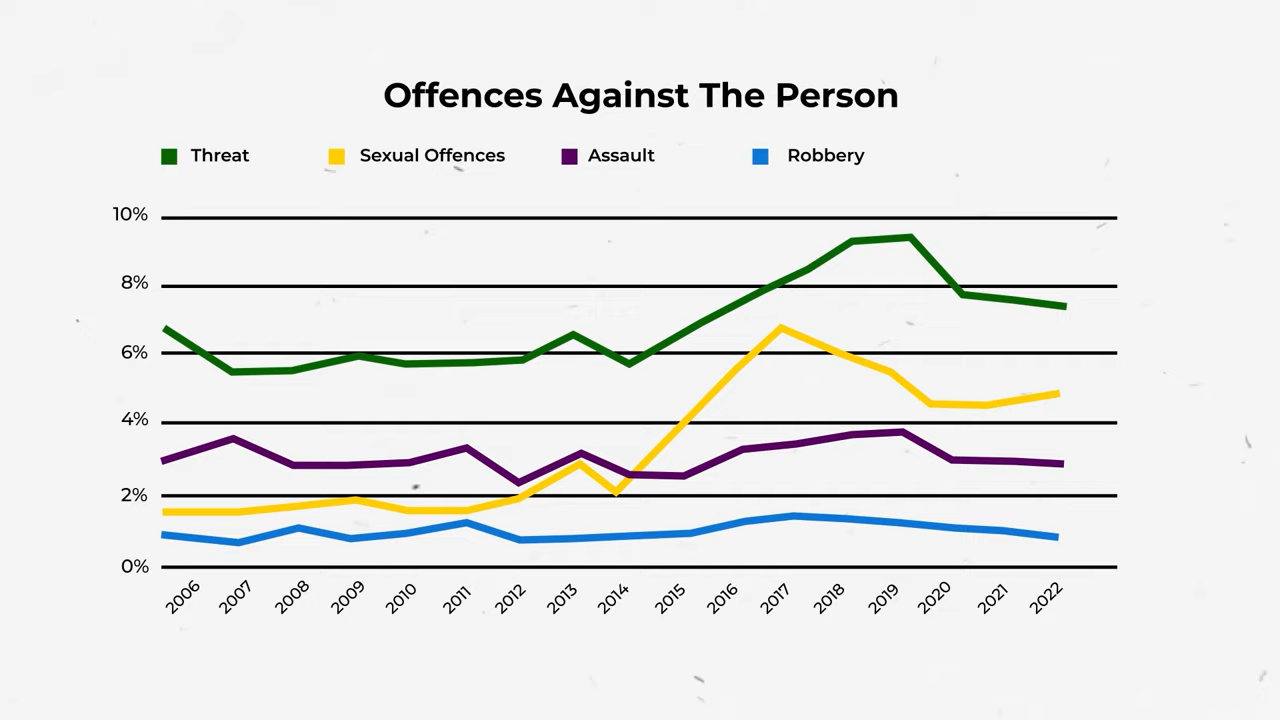 Offences Against The Person
Threat Sexual Offences Assault Robbery
10%
8%
6%
4%
2%
0%
2006 2007 2008 2009 2010 2011 2012 2013 2014 2015 2016 2017 2018 2019 2020 2021 2022